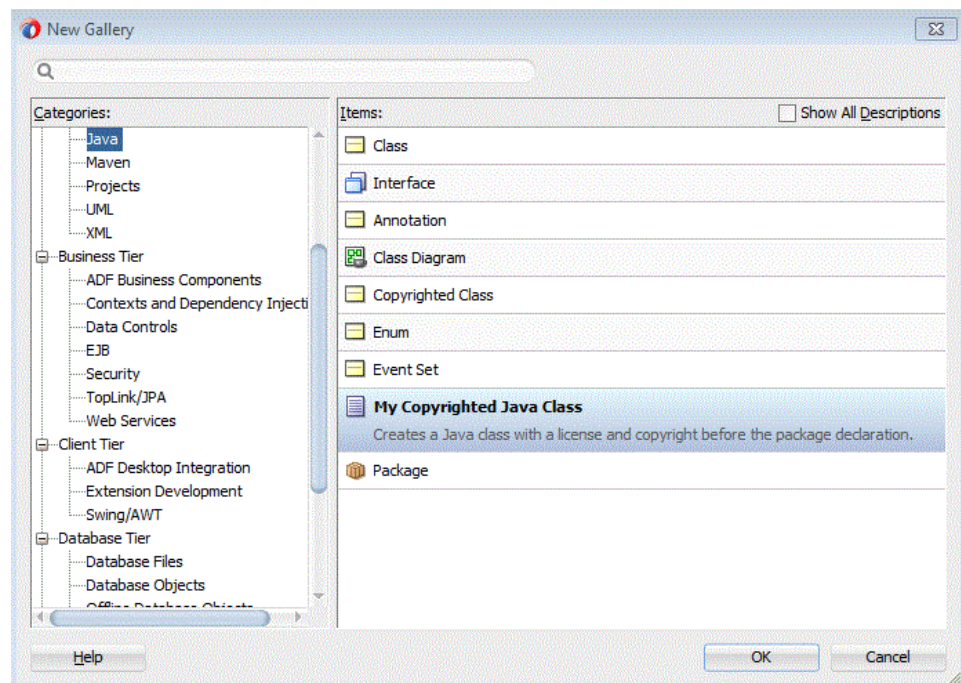 New Gallery
Categories:
Java
Maven
Projects
UML
XML
Business Tier
ADF Business Components
Contexts and Dependency Injecti
Data Controls
EJB
Security
TopLink/JPA
Web Services
Client Tier
ADF Desktop Integration
Extension Development
Swing/AWT
Database Tier
Database Files
Database Objects
Offline Database Objects
Items:
Show All Descriptions
Class
Interface
Annotation
Class Diagram
Copyrighted Class
Enum
Event Set
My Copyrighted Java Class
Creates a Java class with a license and copyright before the package declaration.
Package
Help
OK
Cancel